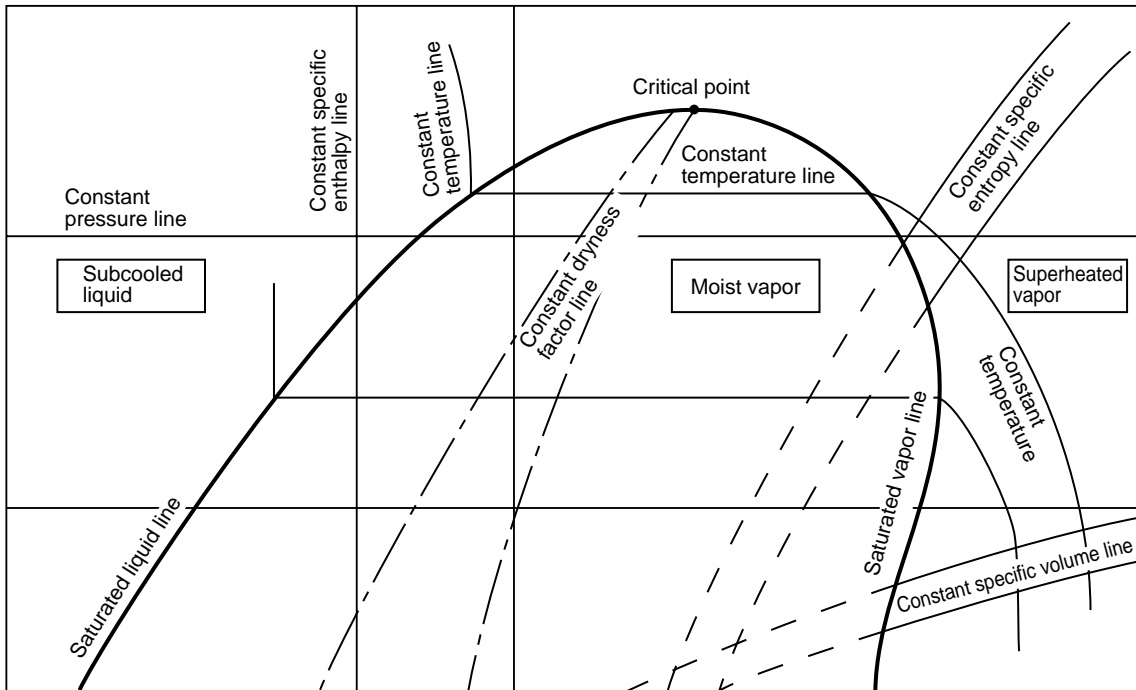 Critical point
Constant specific
enthalpy line
Constant
temperature line
Constant specific
entropy line
Constant
temperature line
Constant
pressure line
Subcooled
liquid
Constant dryness
factor line
Moist vapor
Superheated
vapor
Constant
temperature
Saturated vapor line
Saturated liquid line
Constant specific volume line